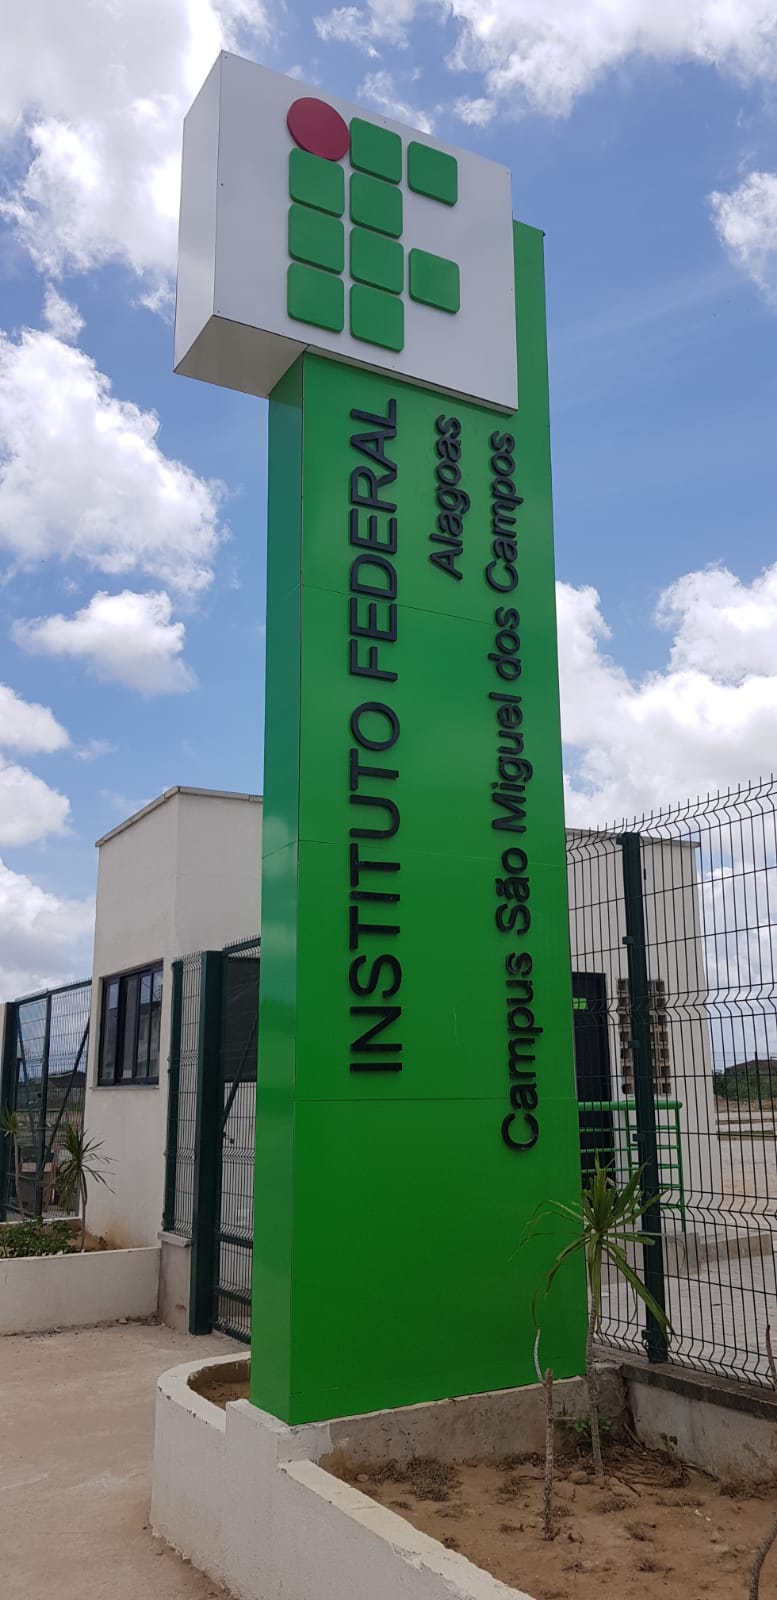 INSTITUTO FEDERAL
Alagoas
Campus São Miguel dos Campos